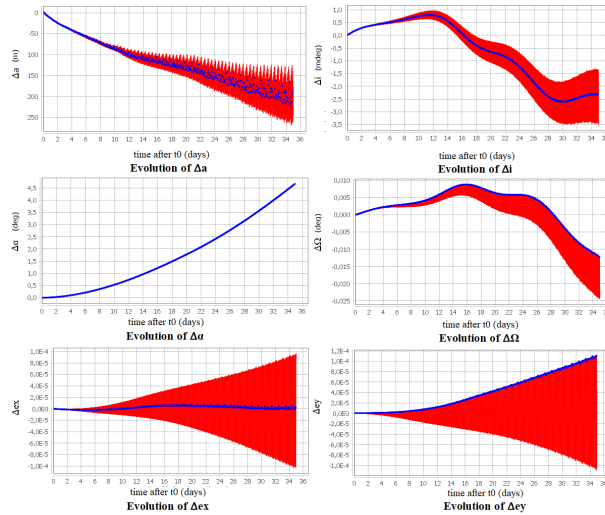 0
50
100
150
200
250
Δa
(m)
0 2 4 6 8 10 12 14 16 18 20 22 24 26 28 30 32 34 36
time after t0 (days)
Evolution of Δa
1,0
0,5
0,0
-0,5
-1,0
-1,5
-2,0
-2,5
-3,0
-3,5
Δi
(mdeg)
0 2 4 6 8 10 12 14 16 18 20 22 24 26 28 30 32 34 36
time after t0 (days)
Evolution of Δi
4,5
4,0
3,5
3,0
2,5
2,0
1,5
1,0
0,5
0,0
Δα
(deg)
0 2 4 6 8 10 12 14 16 18 20 22 24 26 28 30 32 34 36
time after t0 (days)
Evolution of Δα
0,010
0,005
0,000
-0,005
-0,010
-0,015
-0,020
-0,025
ΔΩ
(deg)
0 2 4 6 8 10 12 14 16 18 20 22 24 26 28 30 32 34 36
time after t0 (days)
Evolution of ΔΩ
1,0E-4
8,0E-5
6,0E-5
4,0E-5
2,0E-5
0,0E0
-2,0E-5
-4,0E-5
-6,0E-5
-8,0E-5
-1,0E-4
Δex
0 2 4 6 8 10 12 14 16 18 20 22 24 26 28 30 32 34 36
time after t0 (days)
Evolution of Δex
1,2E-4
1,0E-4
8,0E-5
6,0E-5
4,0E-5
2,0E-5
0,0E0
-2,0E-5
-4,0E-5
-6,0E-5
-8,0E-5
-1,0E-4
Δey
0 2 4 6 8 10 12 14 16 18 20 22 24 26 28 30 32 34 36
time after t0 (days)
Evolution of Δey